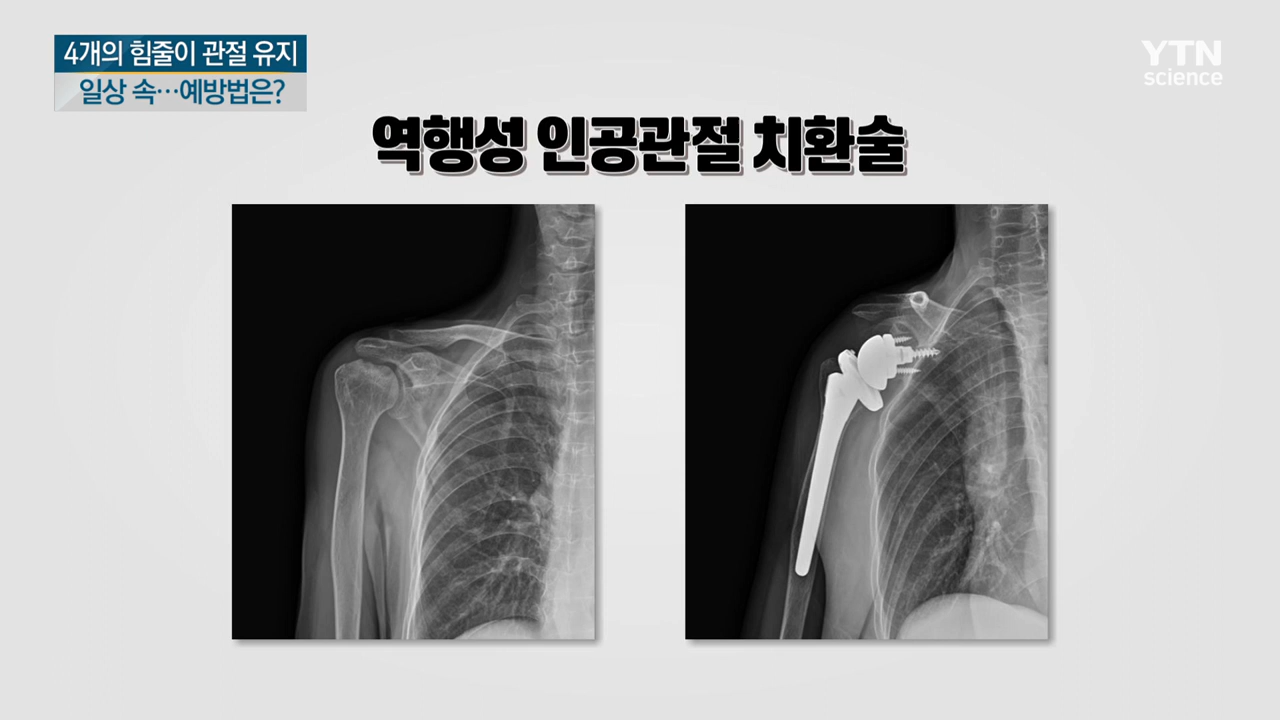 4개의 힘줄이 관절 유지
일상 속…예방법은?
YTN
science
역행성 인공관절 치환술